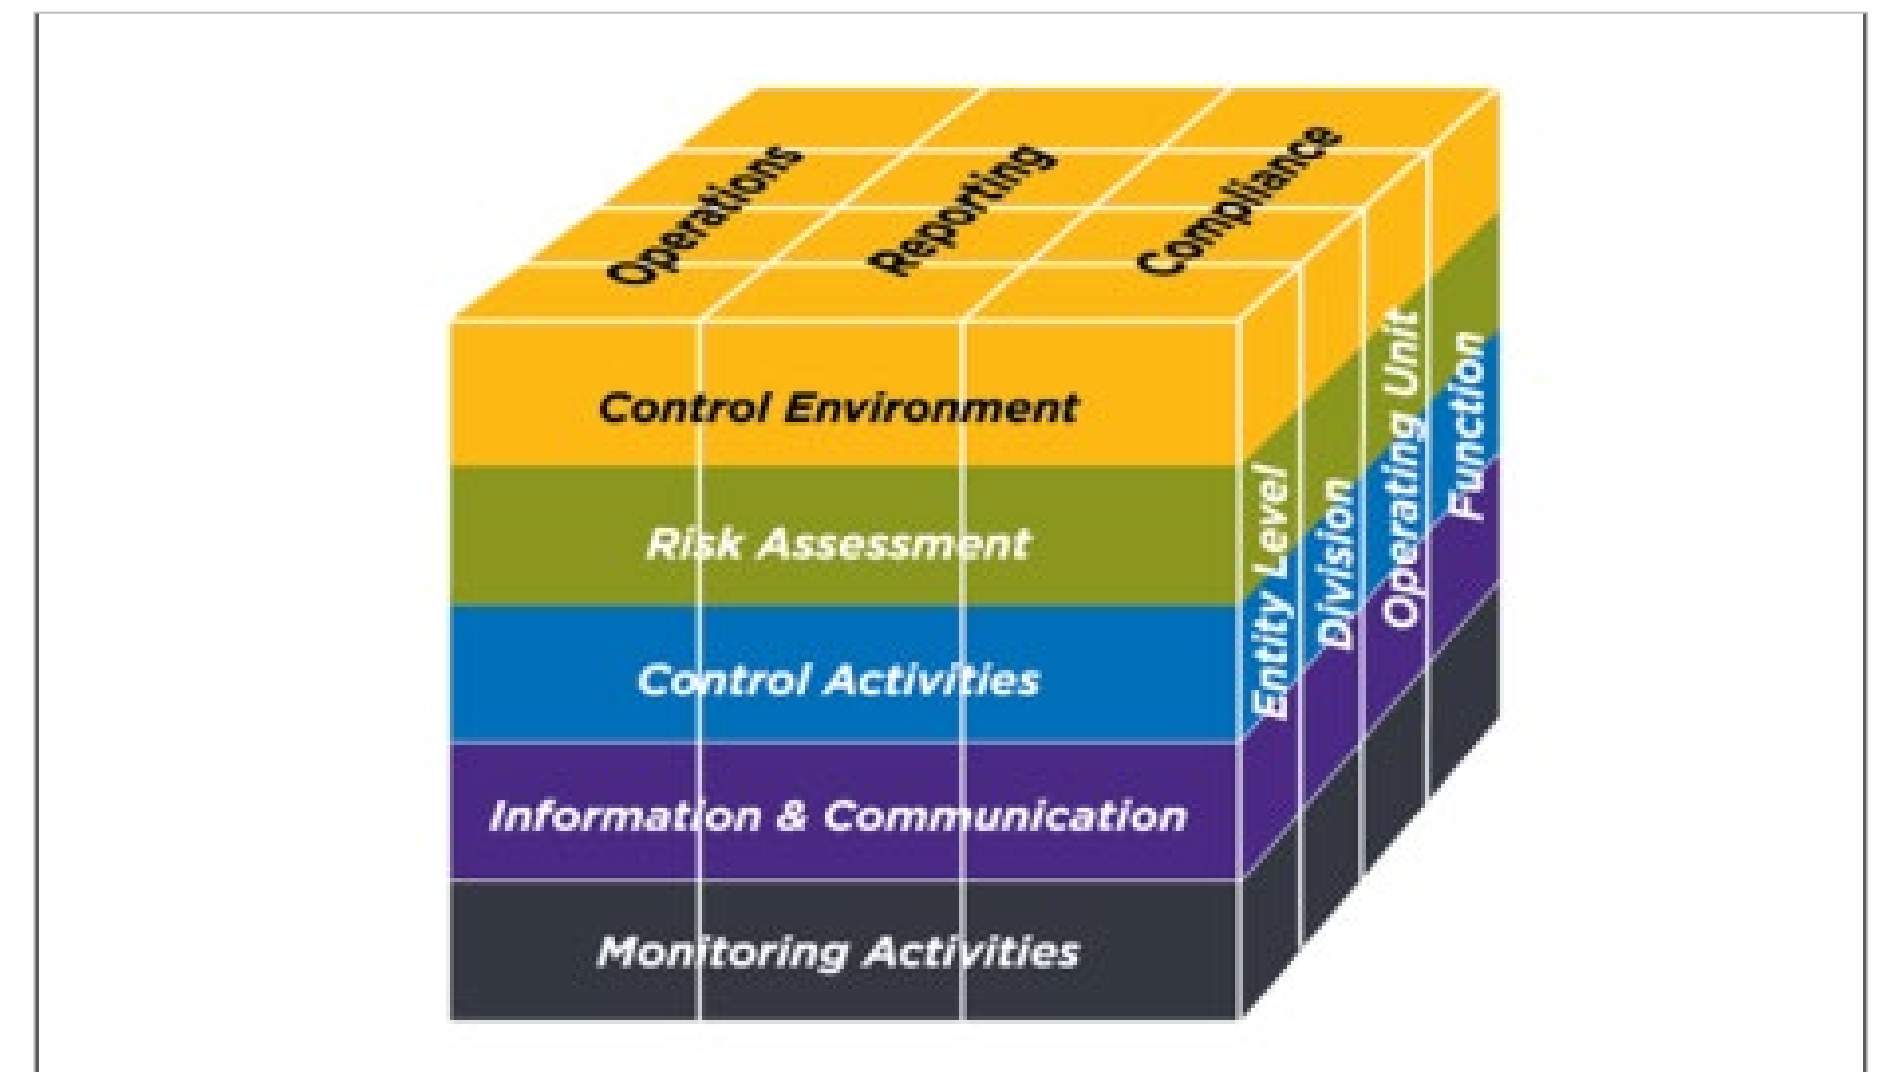 Operations
Reporting
Compliance
Control Environment
Risk Assessment
Control Activities
Information & Communication
Monitoring Activities
Entity Level
Division
Operating Unit
Function